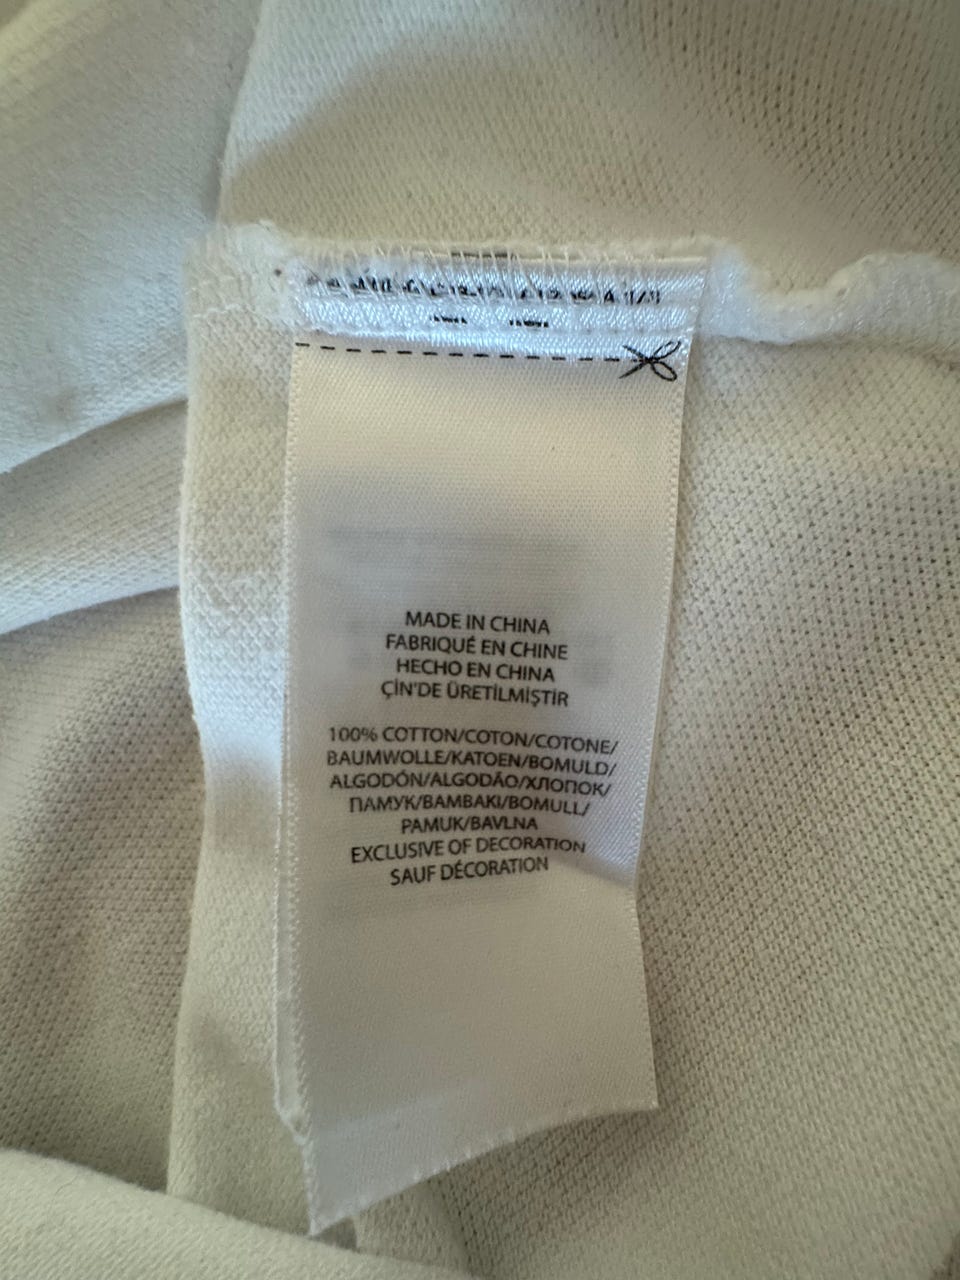 MADE IN CHINA
FABRIQUÉ EN CHINE
HECHO EN CHINA
ÇİN'DE ÜRETİLMİŞTİR
100% COTTON/COTON/COTONE/
BAUMWOLLE/KATOEN/BOMULD/
ALGODÓN/ALGODÃO/ХЛОПОК/
ПАМУК/BAMBAKI/BOMULL/
PAMUK/BAVLNA
EXCLUSIVE OF DECORATION
SAUF DÉCORATION